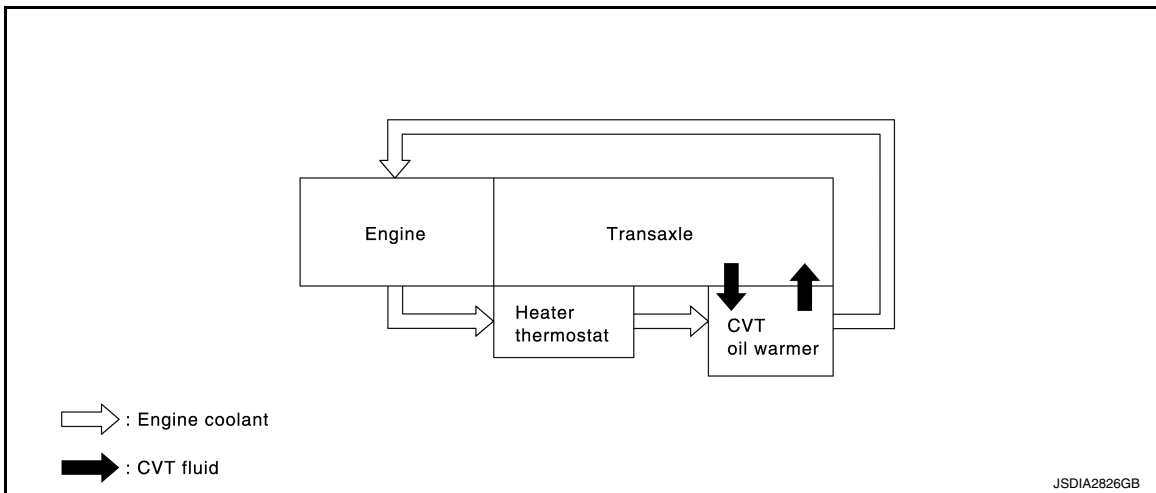 Engine
Transaxle
Heater
thermostat
CVT
oil warmer
: Engine coolant
: CVT fluid
JSDIA2826GB